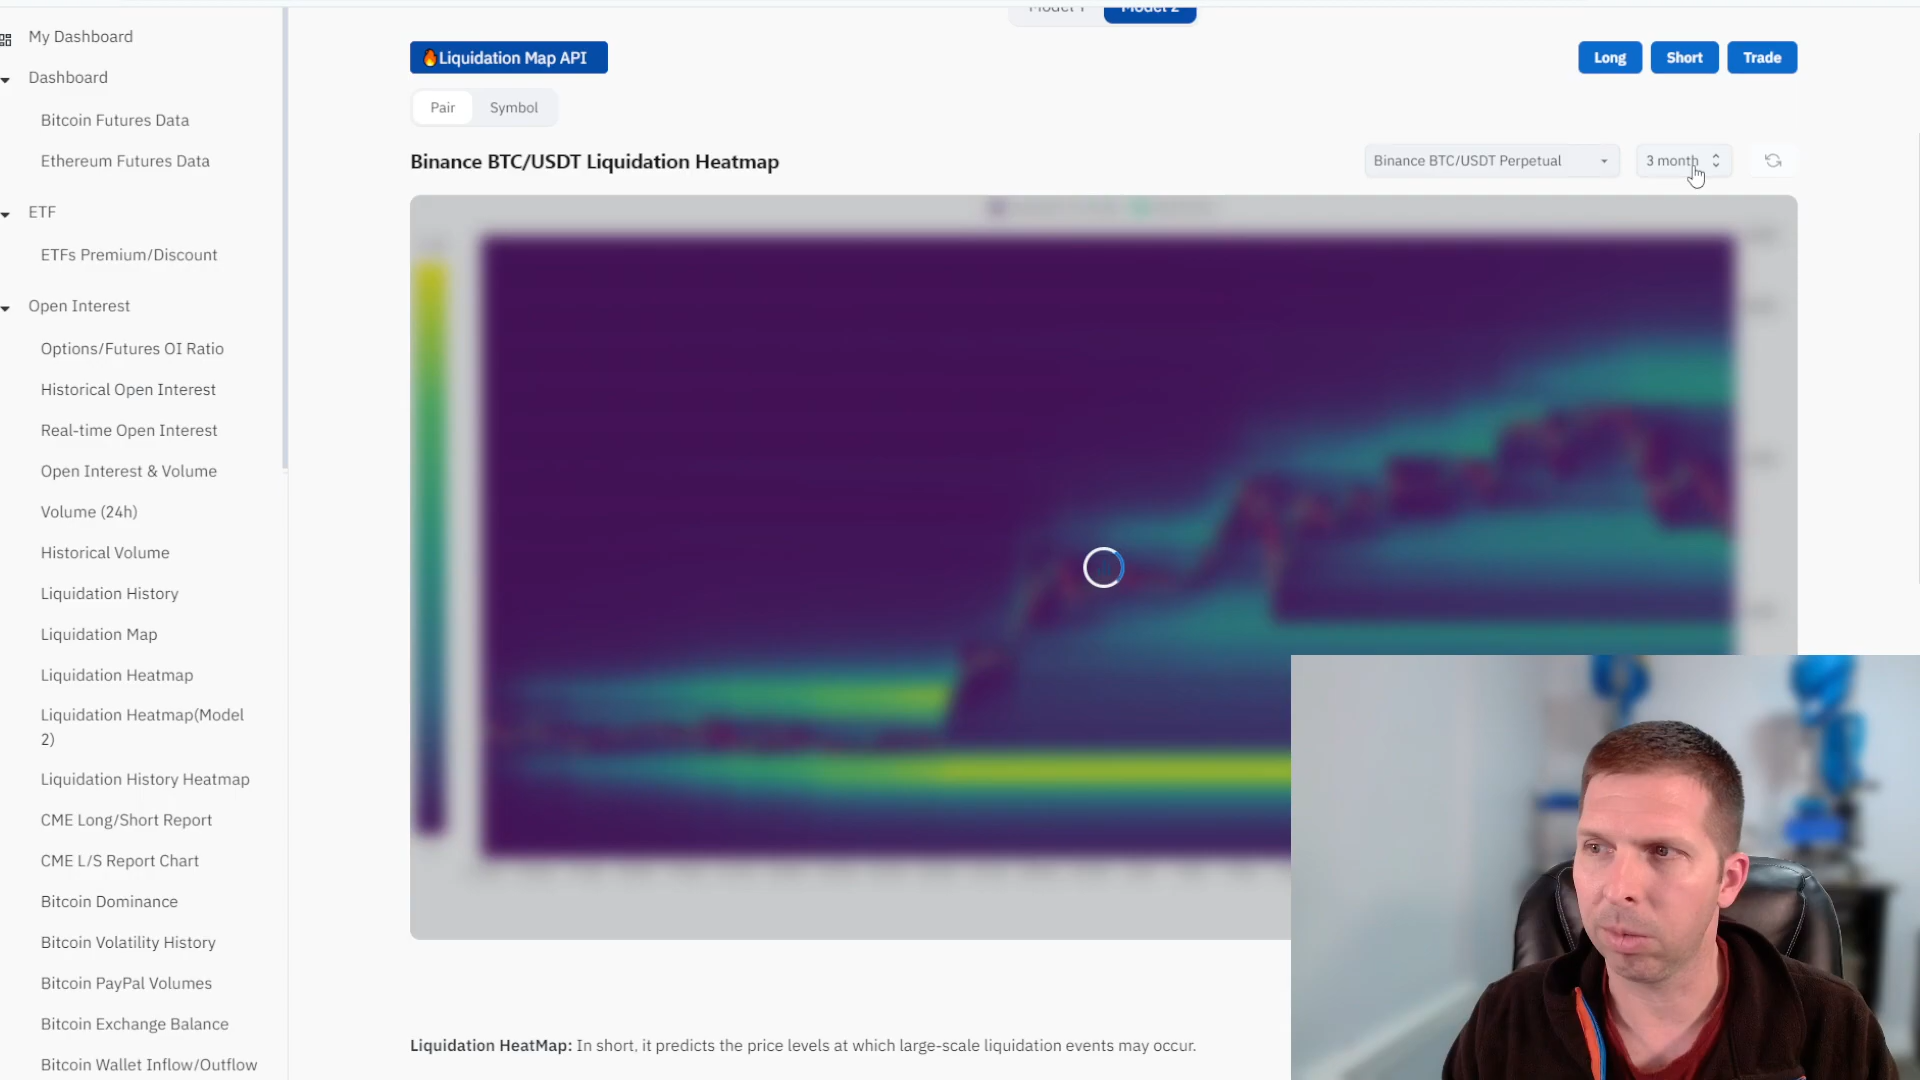 Model 1 Model 2
My Dashboard
Dashboard
Bitcoin Futures Data
Ethereum Futures Data
ETF
ETFs Premium/Discount
Open Interest
Options/Futures OI Ratio
Historical Open Interest
Real-time Open Interest
Open Interest & Volume
Volume (24h)
Historical Volume
Liquidation History
Liquidation Map
Liquidation Heatmap
Liquidation Heatmap(Model
2)
Liquidation History Heatmap
CME Long/Short Report
CME L/S Report Chart
Bitcoin Dominance
Bitcoin Volatility History
Bitcoin PayPal Volumes
Bitcoin Exchange Balance
Bitcoin Wallet Inflow/Outflow
🔥Liquidation Map API
Long Short Trade
Pair Symbol
Binance BTC/USDT Liquidation Heatmap
Binance BTC/USDT Perpetual
3 month
Liquidation HeatMap: In short, it predicts the price levels at which large-scale liquidation events may occur.